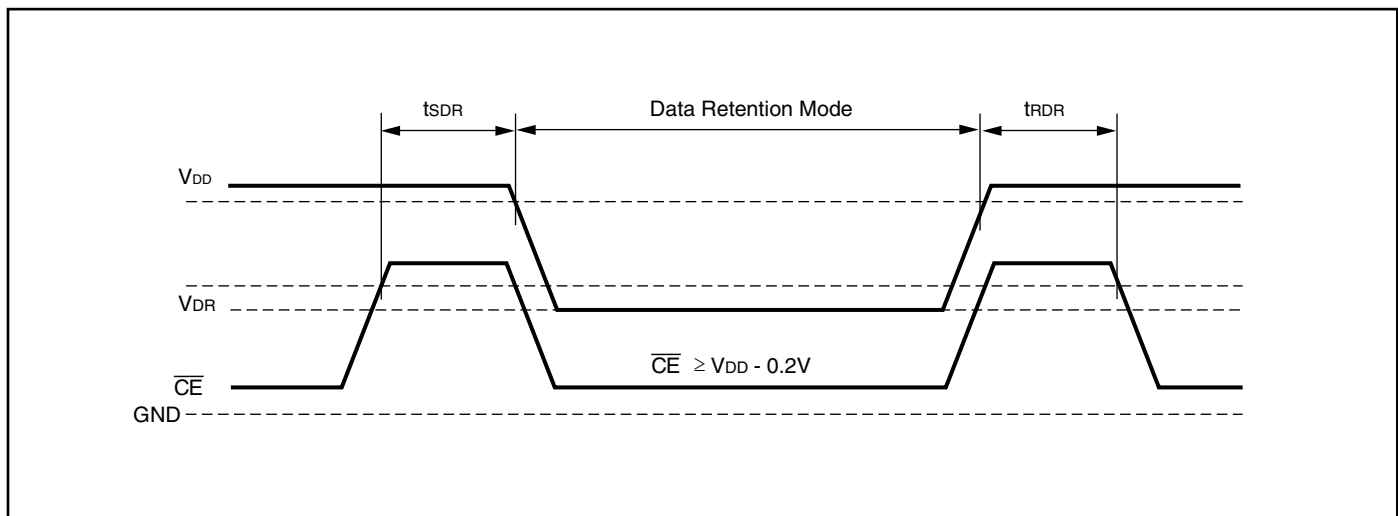 tSDR Data Retention Mode tRDR
VDD
VDR
CE ≥ VDD - 0.2V
CE
GND